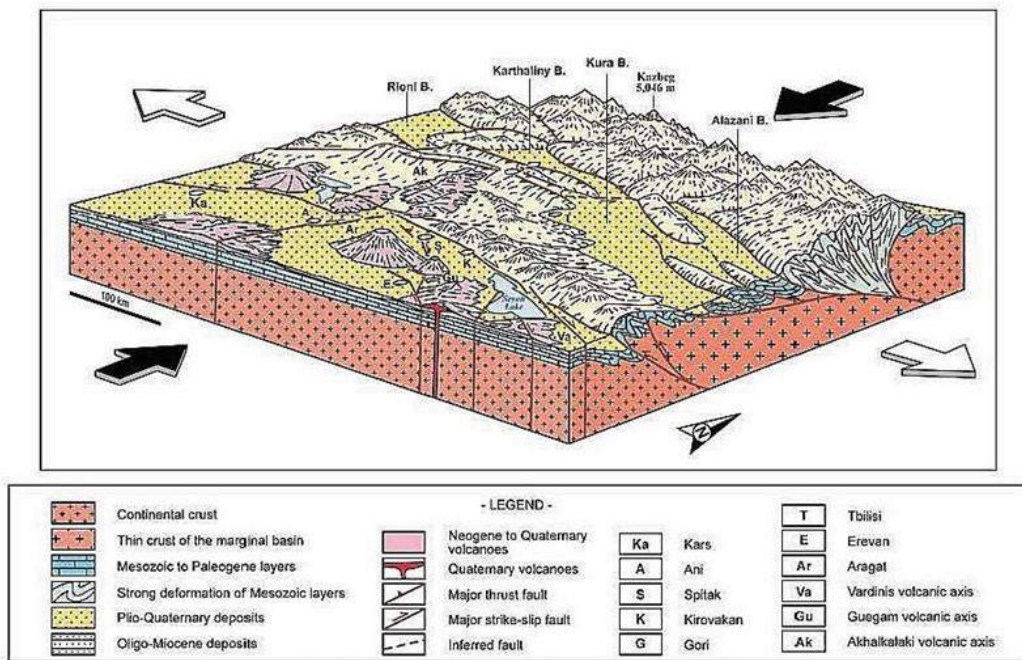 Rioni B.
Karthaliny B.
Kura B.
Kazbeg
5,046 m
Alazani B.
Ak
Ka
A
Ar
S
K
E
Gu
Sevan
Lake
Va
100 km
N
- LEGEND -
Continental crust
Thin crust of the marginal basin
Mesozoic to Paleogene layers
Strong deformation of Mesozoic layers
Plio-Quaternary deposits
Oligo-Miocene deposits
Neogene to Quaternary
volcanoes
Quaternary volcanoes
Major thrust fault
Major strike-slip fault
Inferred fault
Ka Kars
A Ani
S Spitak
K Kirovakan
G Gori
T Tbilisi
E Erevan
Ar Aragat
Va Vardinis volcanic axis
Gu Guegam volcanic axis
Ak Akhalkalaki volcanic axis